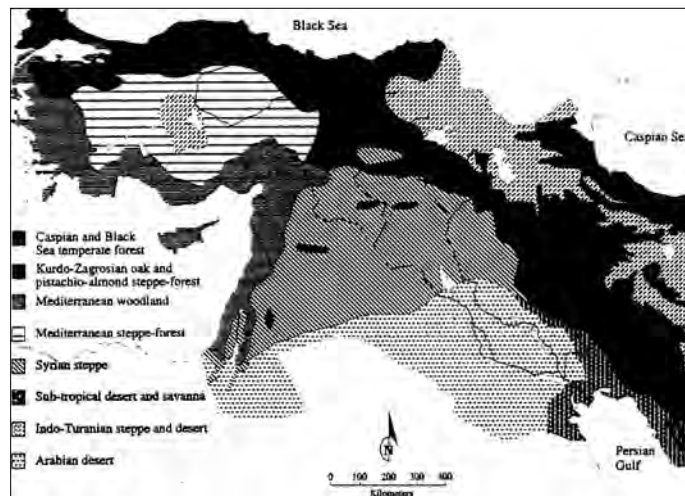 Black Sea
Caspian Sea
Caspian and Black
Sea temperate forest
Kurdo-Zagrosian oak and
pistachio-almond steppe-forest
Mediterranean woodland
Mediterranean steppe-forest
Syrian steppe
Sub-tropical desert and savanna
Indo-Turanian steppe and desert
Arabian desert
N
0 100 200 300 400
Kilometers
Persian
Gulf